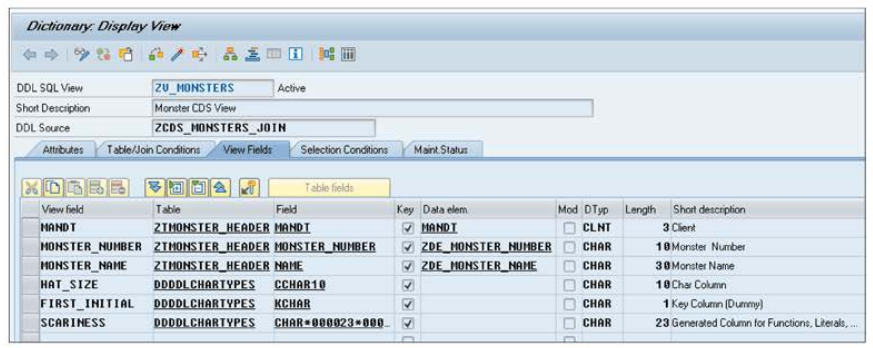 Dictionary: Display View
DDL SQL View ZV_MONSTERS Active
Short Description Monster CDS View
DDL Source ZCDS_MONSTERS_JOIN
Attributes Table/Join Conditions View Fields Selection Conditions Maint.Status
Table fields
View field Table Field Key Data elem. Mod DTyp Length Short description
MANDT ZTMONSTER_HEADER MANDT MANDT CLNT 3 Client
MONSTER_NUMBER ZTMONSTER_HEADER MONSTER_NUMBER ZDE_MONSTER_NUMBER CHAR 10 Monster Number
MONSTER_NAME ZTMONSTER_HEADER NAME ZDE_MONSTER_NAME CHAR 30 Monster Name
HAT_SIZE DDDDLCHARTYPES CCHAR10 CHAR 10 Char Column
FIRST_INITIAL DDDDLCHARTYPES KCHAR CHAR 1 Key Column (Dummy)
SCARINESS DDDDLCHARTYPES CHAR*000023*000... CHAR 23 Generated Column for Functions, Literals, ...